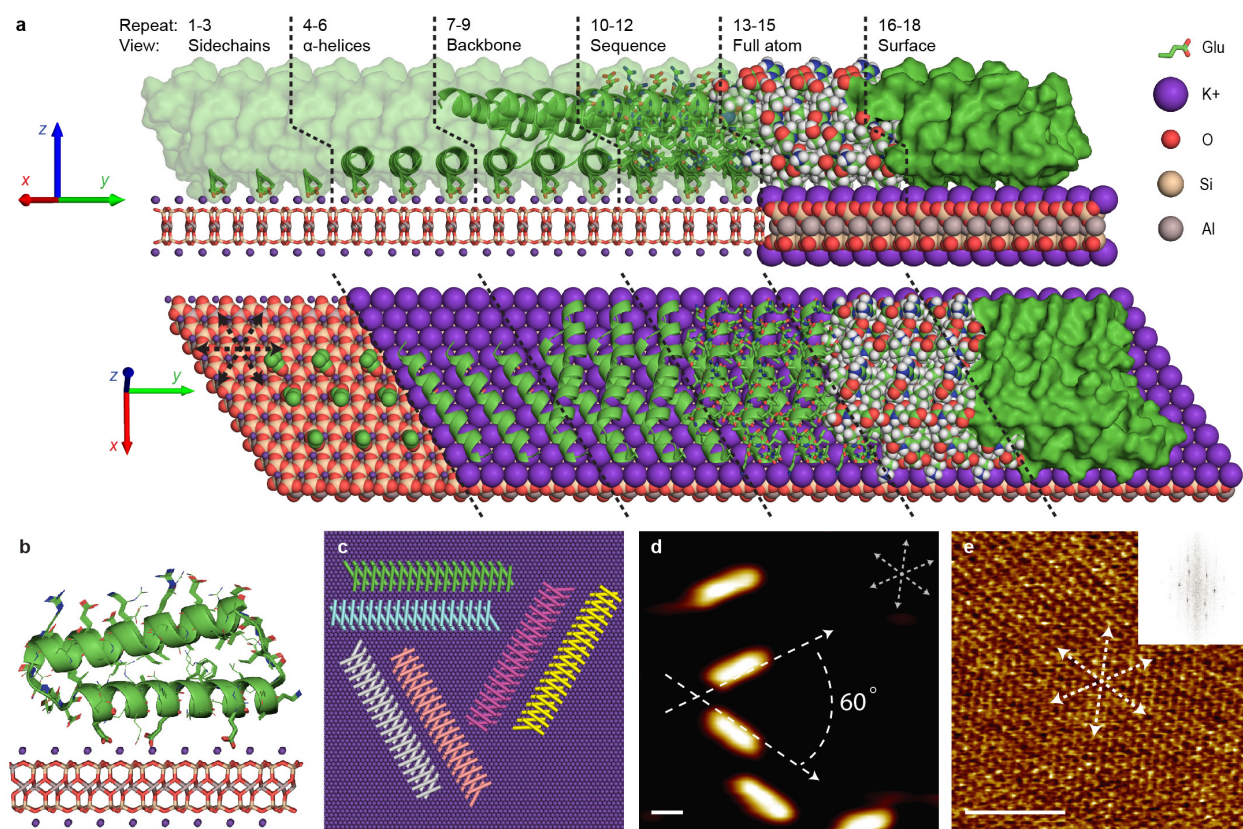 a
Repeat: 1-3 4-6 7-9 10-12 13-15 16-18
View: Sidechains α-helices Backbone Sequence Full atom Surface
Glu
K+
O
Si
Al
z
x
y
z
y
x
b
c
d
e
60°